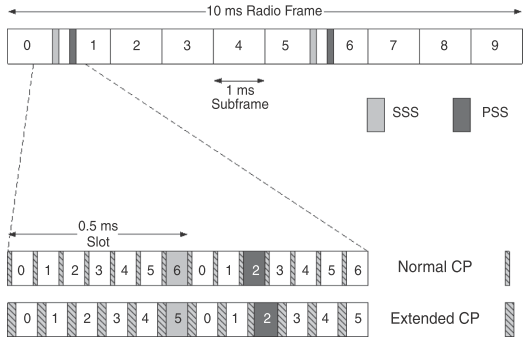 10 ms Radio Frame
0 1 2 3 4 5 6 7 8 9
1 ms
Subframe
SSS PSS
0.5 ms
Slot
0 1 2 3 4 5 6 0 1 2 3 4 5 6 Normal CP
0 1 2 3 4 5 0 1 2 3 4 5 Extended CP